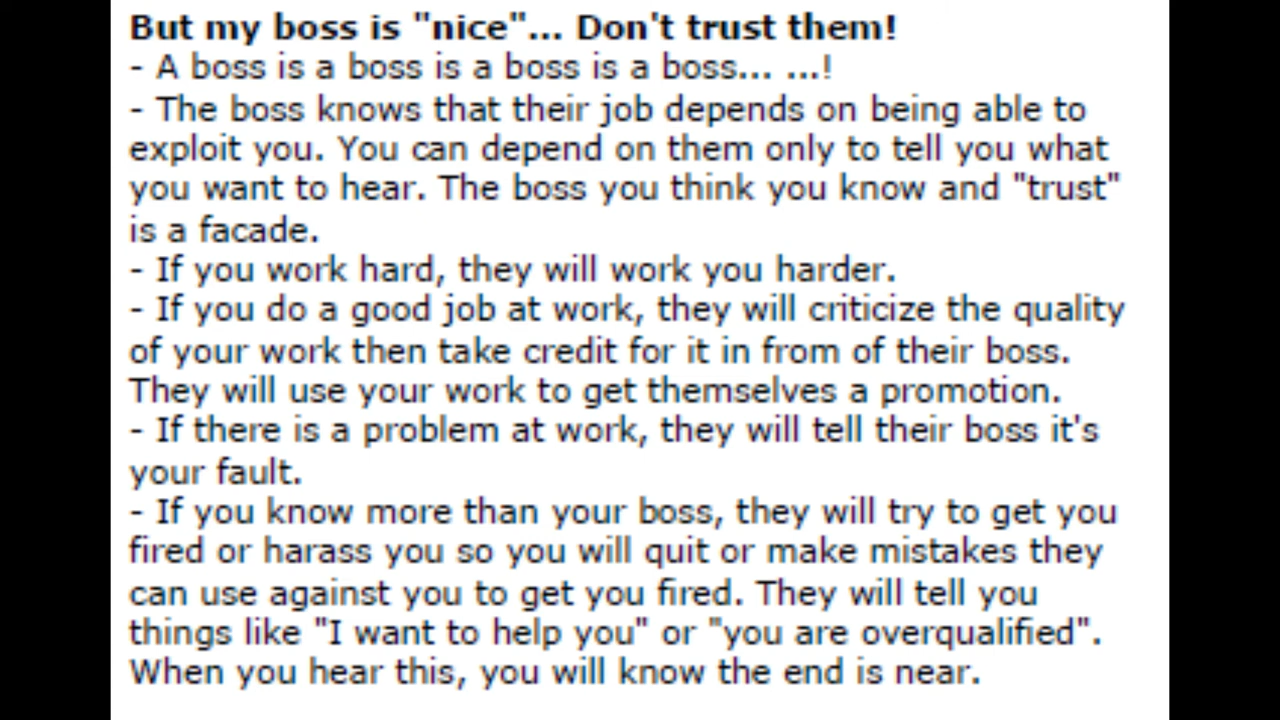 But my boss is "nice"... Don't trust them!
- A boss is a boss is a boss is a boss... ...!
- The boss knows that their job depends on being able to
exploit you. You can depend on them only to tell you what
you want to hear. The boss you think you know and "trust"
is a facade.
- If you work hard, they will work you harder.
- If you do a good job at work, they will criticize the quality
of your work then take credit for it in from of their boss.
They will use your work to get themselves a promotion.
- If there is a problem at work, they will tell their boss it's
your fault.
- If you know more than your boss, they will try to get you
fired or harass you so you will quit or make mistakes they
can use against you to get you fired. They will tell you
things like "I want to help you" or "you are overqualified".
When you hear this, you will know the end is near.